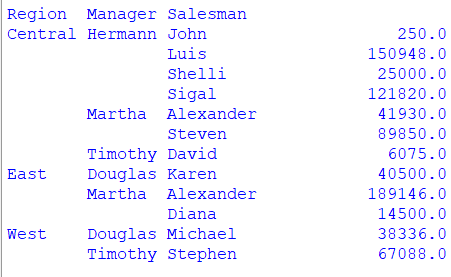 Region  Manager Salesman
Central Hermann John                   250.0
                Luis                150948.0
                Shelli               25000.0
                Sigal               121820.0
        Martha  Alexander            41930.0
                Steven               89850.0
        Timothy David                 6075.0
East    Douglas Karen                40500.0
        Martha  Alexander           189146.0
                Diana                14500.0
West    Douglas Michael              38336.0
        Timothy Stephen              67088.0